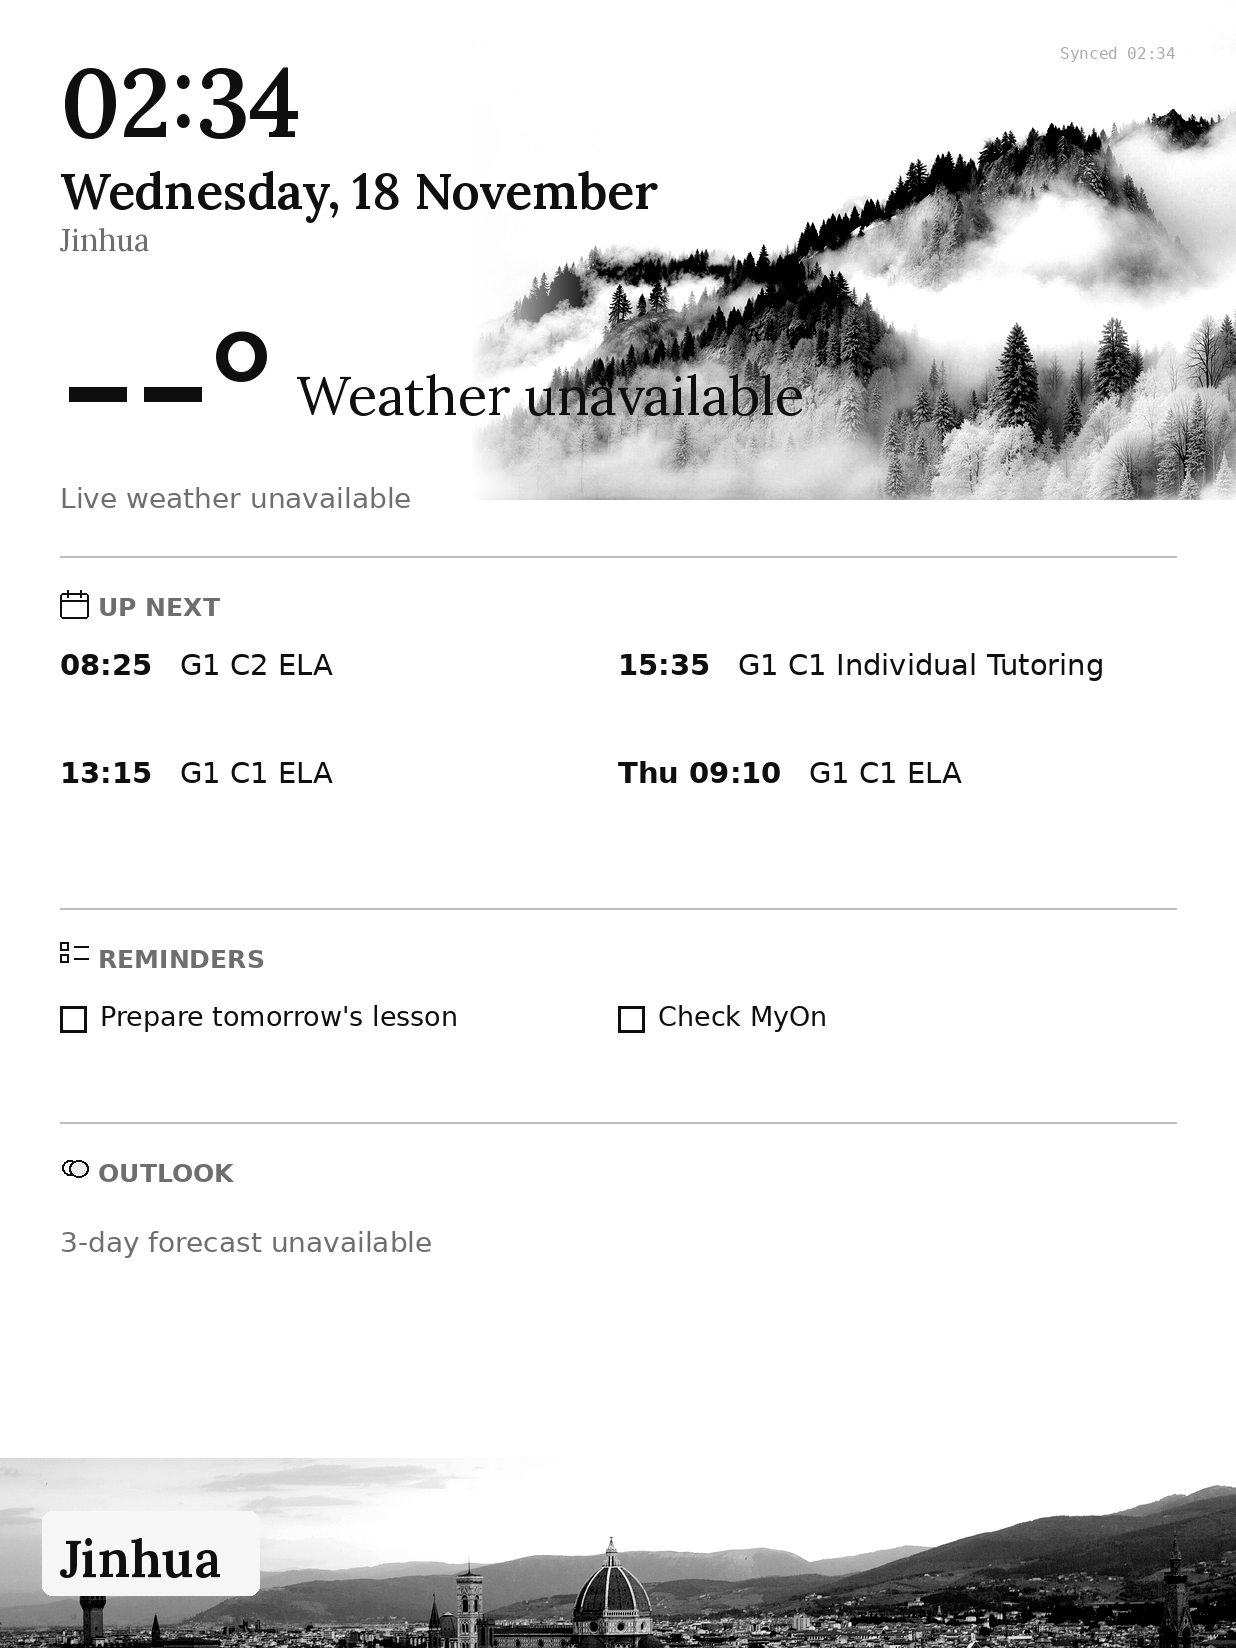 Synced 02:34
02:34
Wednesday, 18 November
Jinhua
--° Weather unavailable
Live weather unavailable
UP NEXT
08:25 G1 C2 ELA
15:35 G1 C1 Individual Tutoring
13:15 G1 C1 ELA
Thu 09:10 G1 C1 ELA
REMINDERS
Prepare tomorrow's lesson
Check MyOn
OUTLOOK
3-day forecast unavailable
Jinhua